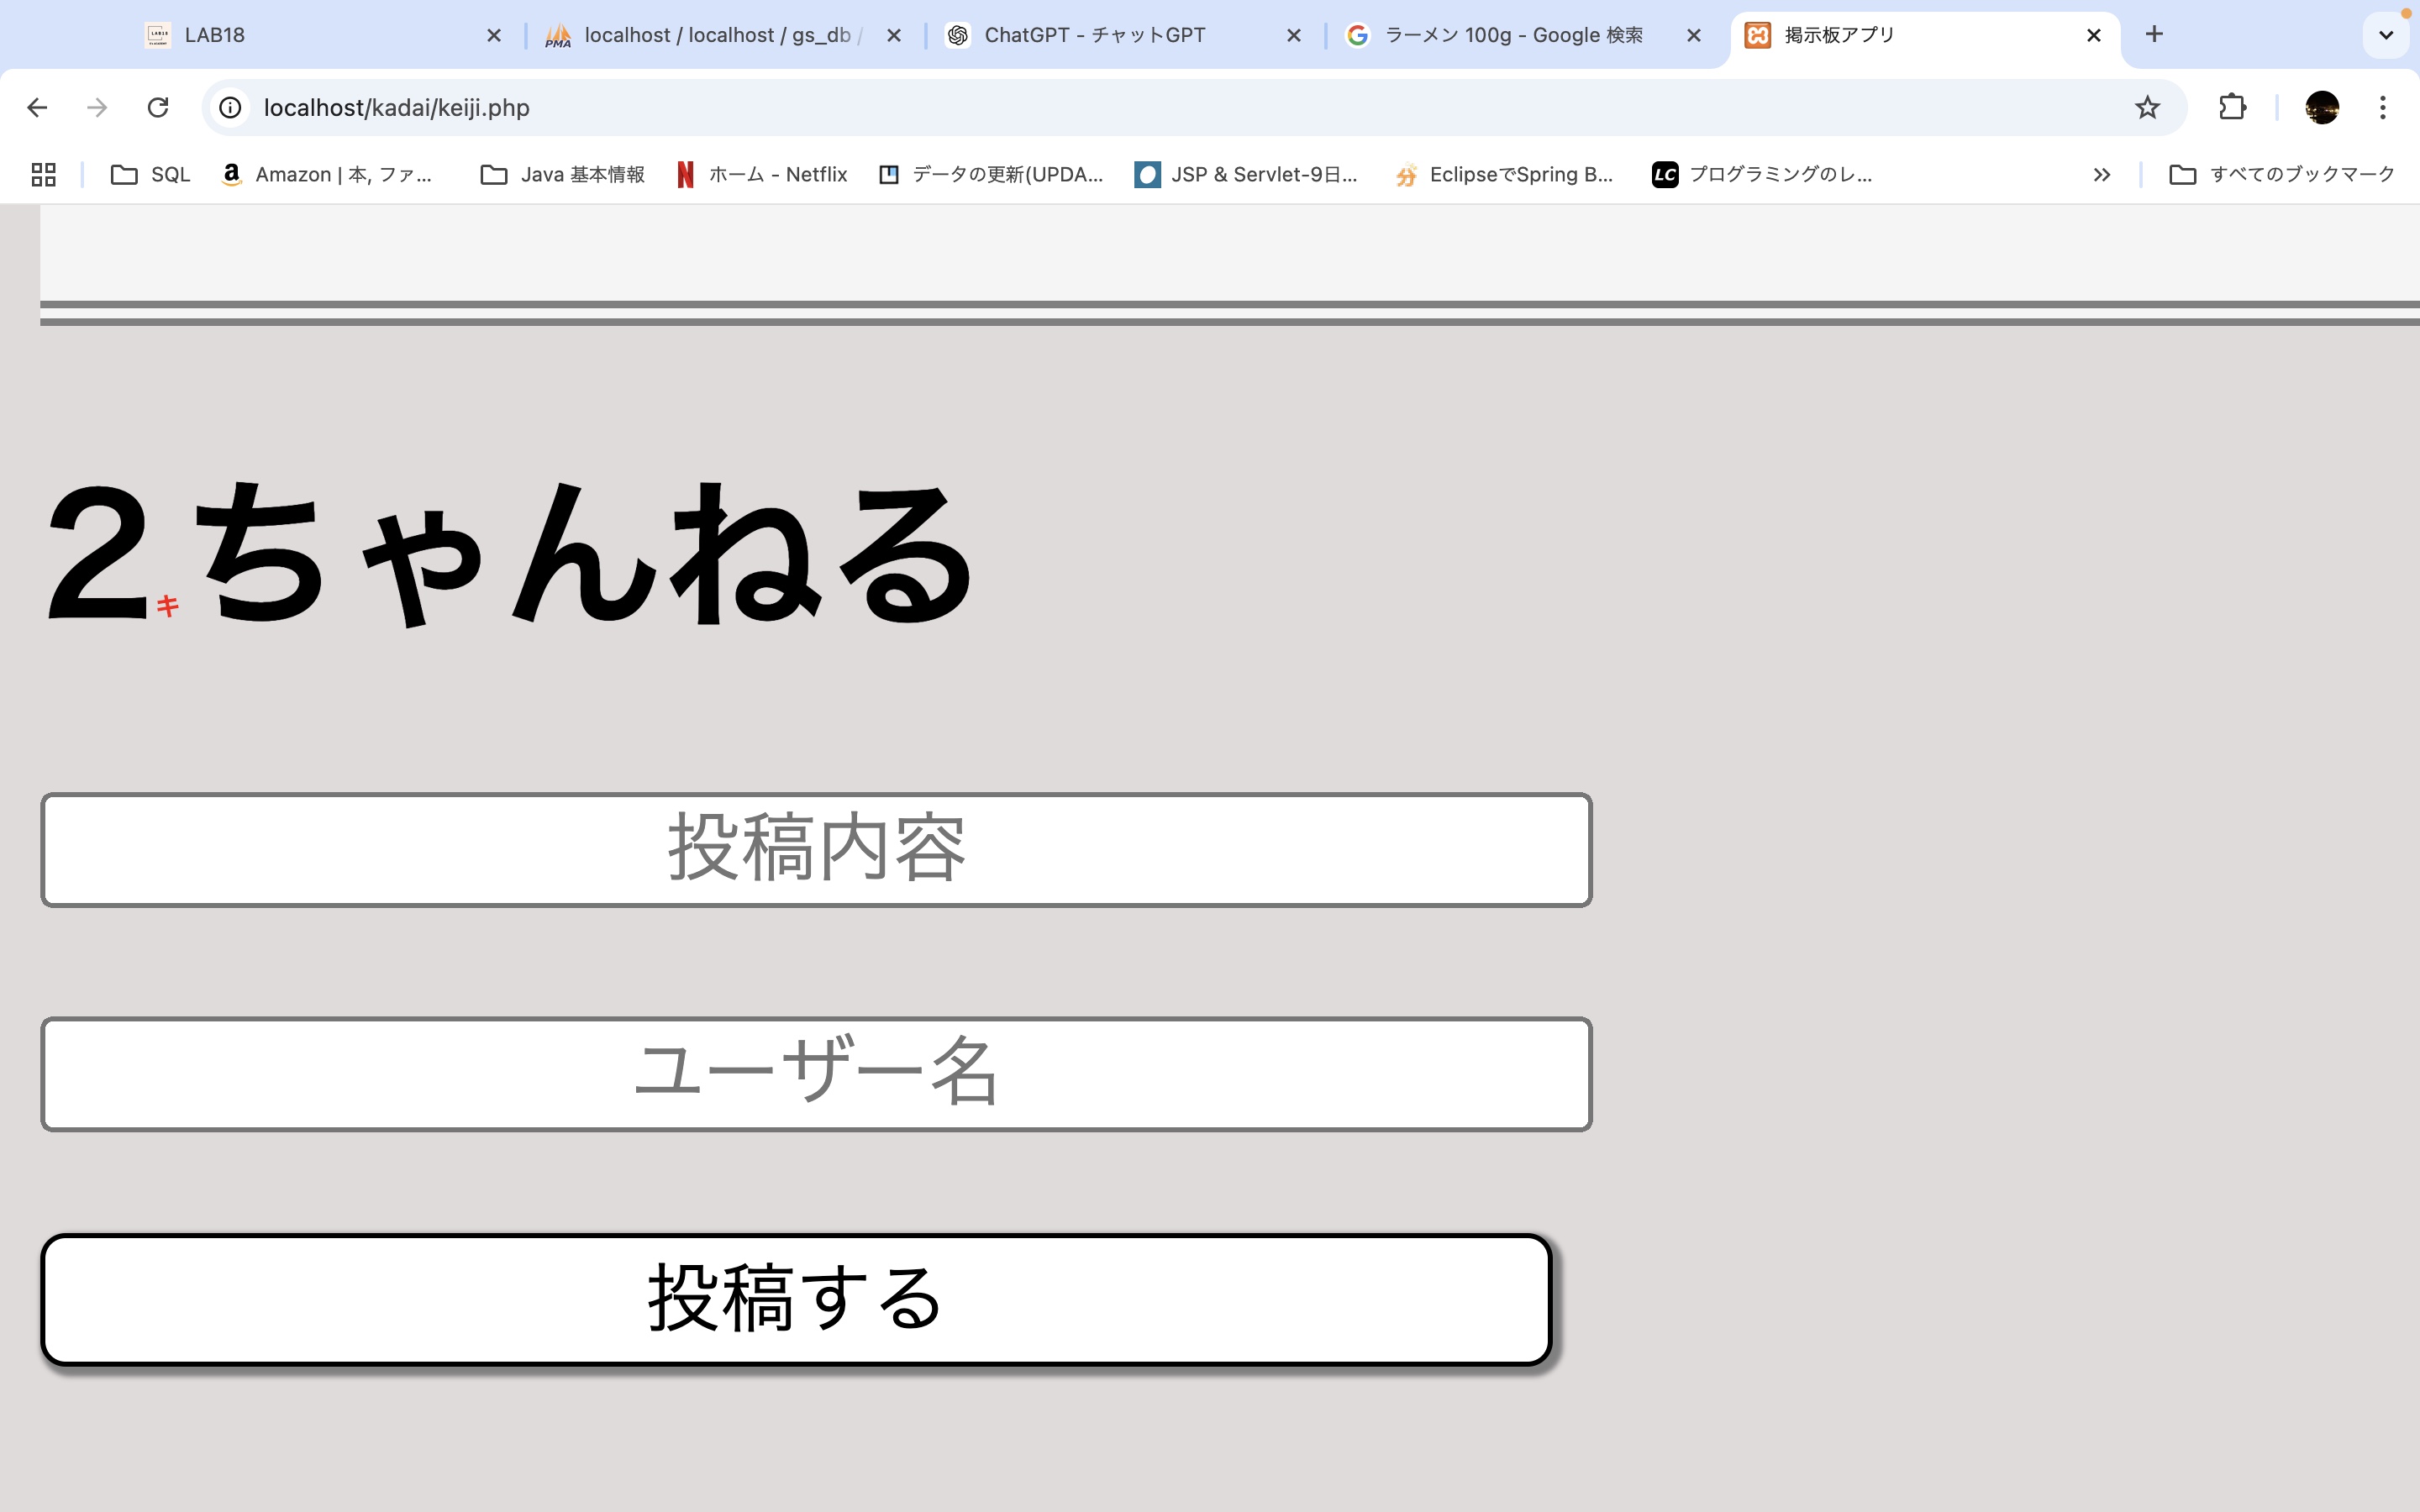 LAB18 localhost / localhost / gs_db / ChatGPT - チャットGPT ラーメン 100g - Google 検索 掲示板アプリ
localhost/kadai/keiji.php
SQL Amazon | 本, ファ... Java 基本情報 ホーム - Netflix データの更新(UPDA... JSP & Servlet-9日... EclipseでSpring B... LC プログラミングのレ... すべてのブックマーク
２キちゃんねる
投稿内容
ユーザー名
投稿する